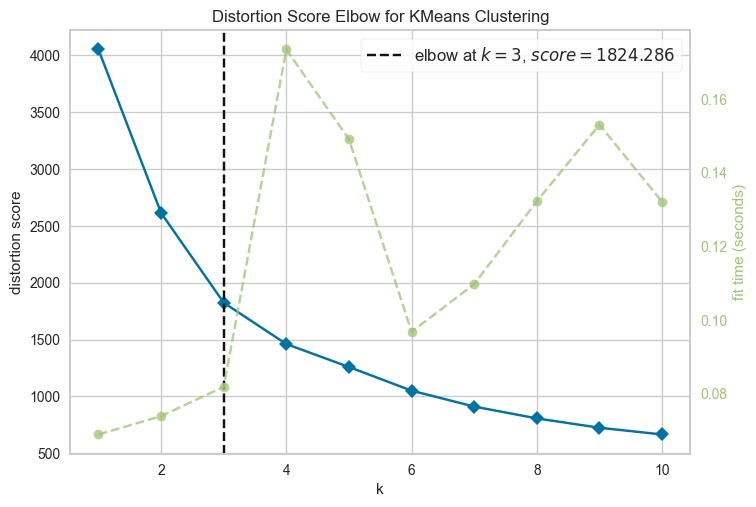 Distortion Score Elbow for KMeans Clustering
elbow at k = 3, score = 1824.286
distortion score
4000
3500
3000
2500
2000
1500
1000
500
0.16
0.14
0.12
0.10
0.08
fit time (seconds)
2 4 6 8 10
k